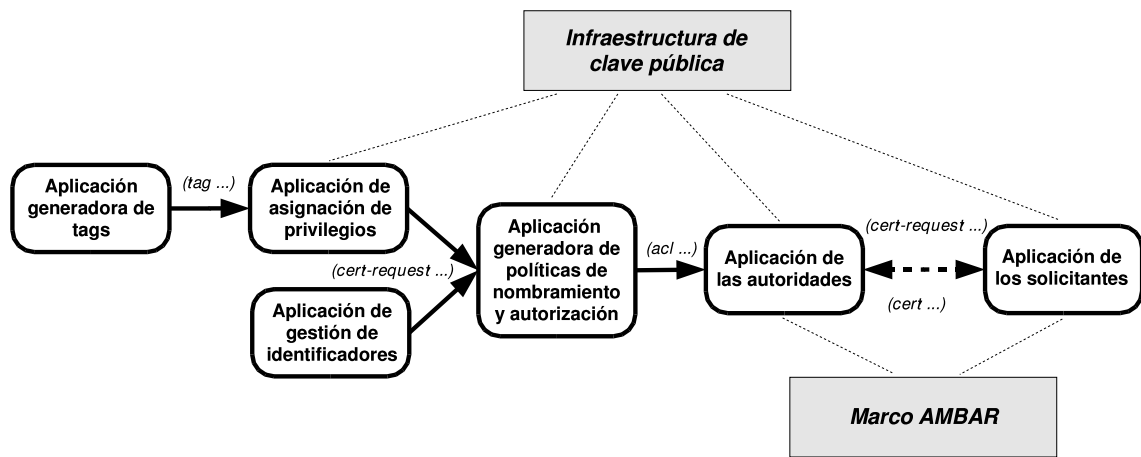 Infraestructura de
clave pública
Aplicación
generadora de
tags
(tag ...)
Aplicación de
asignación de
privilegios
(cert-request ...)
Aplicación de
gestión de
identificadores
Aplicación
generadora de
políticas de
nombramiento
y autorización
(acl ...)
Aplicación de
las autoridades
(cert-request ...)
(cert ...)
Aplicación de
los solicitantes
Marco AMBAR